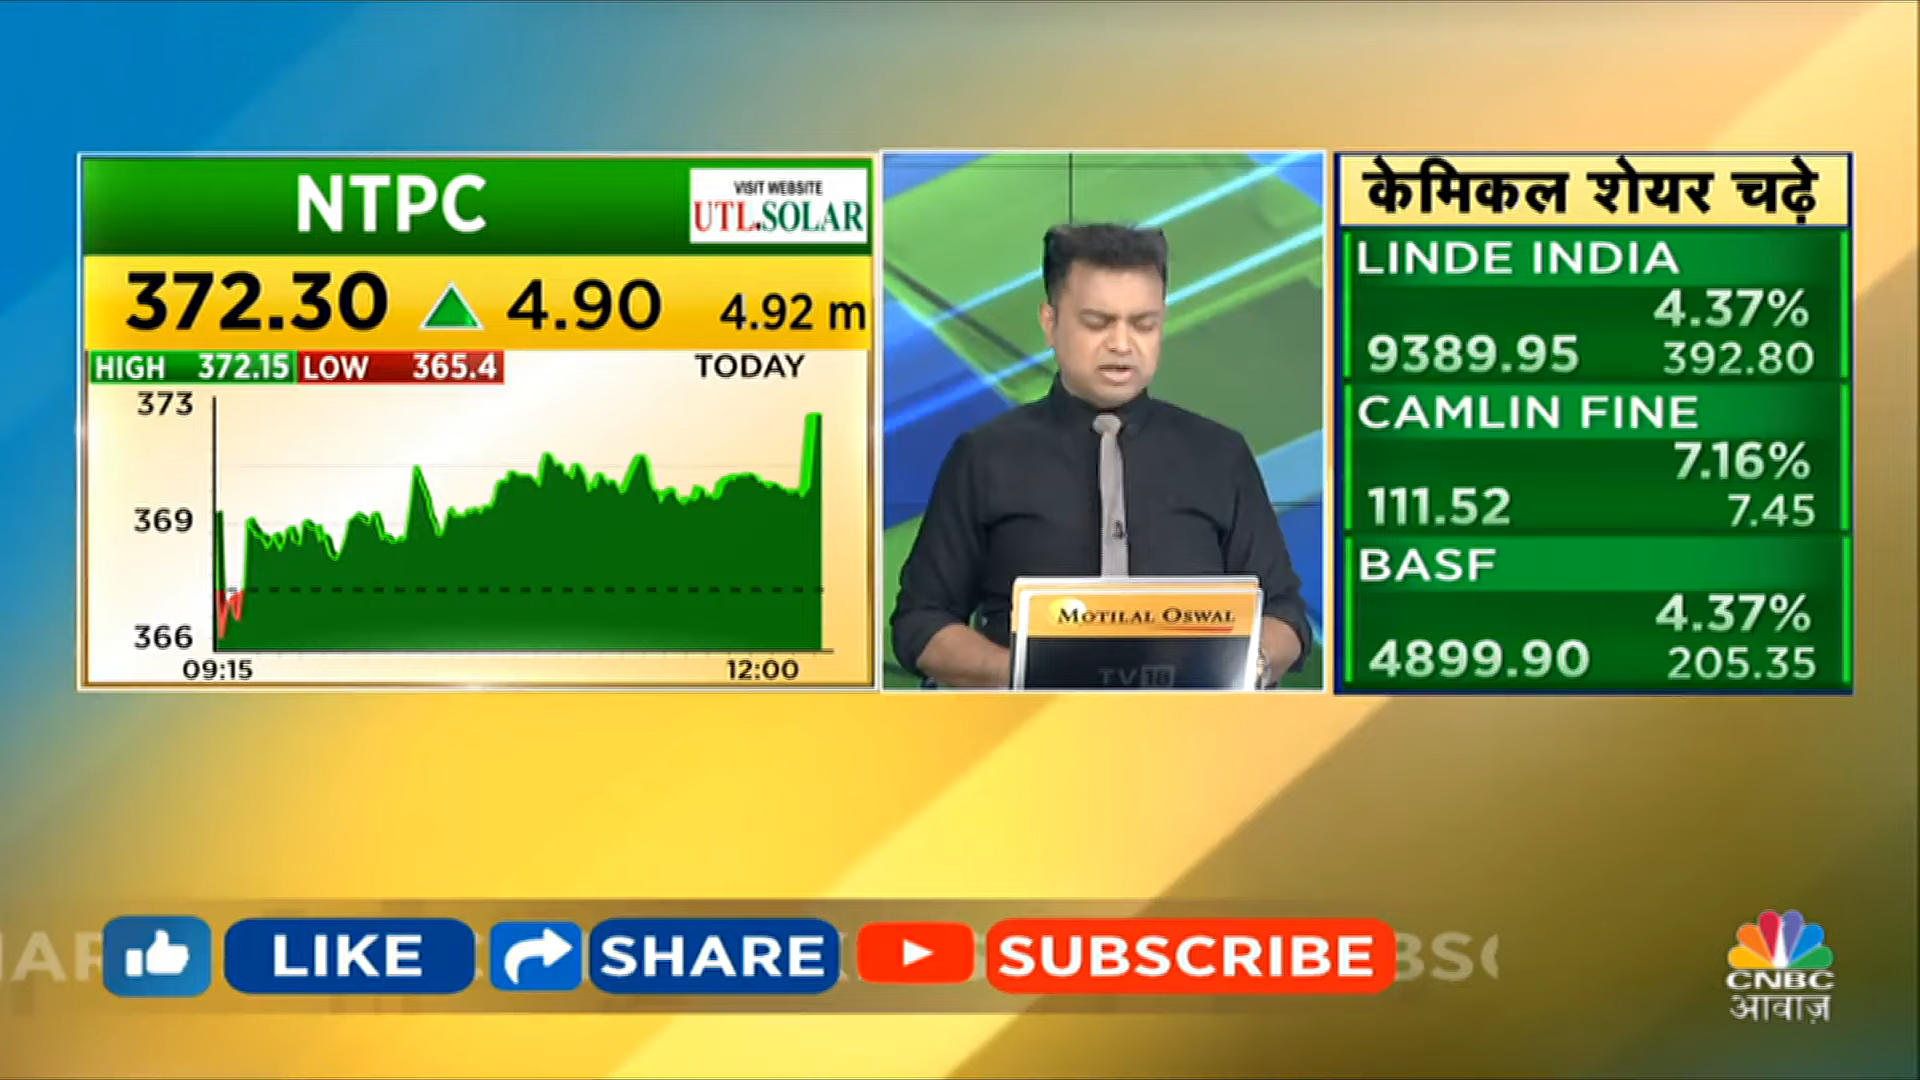 NTPC
VISIT WEBSITE
UTL.SOLAR
372.30 4.90 4.92 m
HIGH 372.15 LOW 365.4 TODAY
373
369
366
09:15 12:00
MOTILAL OSWAL
TV18
केमिकल शेयर चढ़े
LINDE INDIA
4.37%
9389.95 392.80
CAMLIN FINE
7.16%
111.52 7.45
BASF
4.37%
4899.90 205.35
LIKE SHARE SUBSCRIBE
CNBC
आवाज़